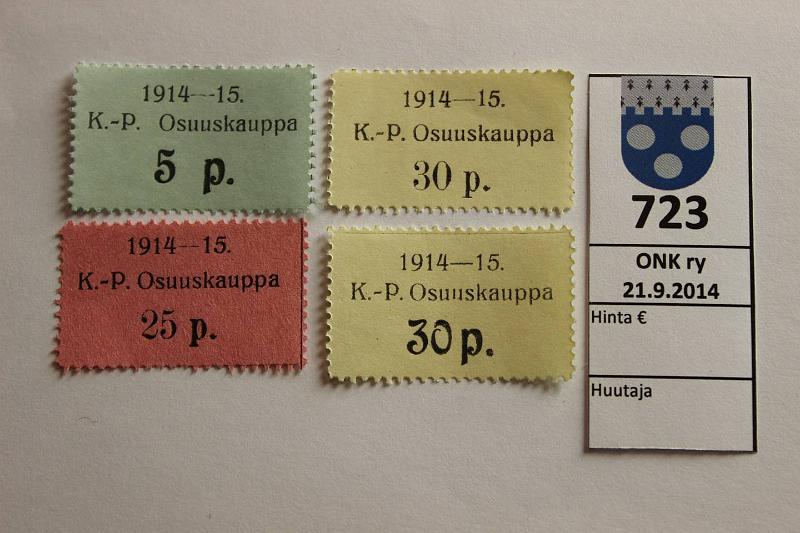 1914—15.
K.-P. Osuuskauppa
5 p.
1914—15.
K.-P. Osuuskauppa
30 p.
1914—15.
K.-P. Osuuskauppa
25 p.
1914—15.
K.-P. Osuuskauppa
30 p.
723
ONK ry
21.9.2014
Hinta €
Huutaja